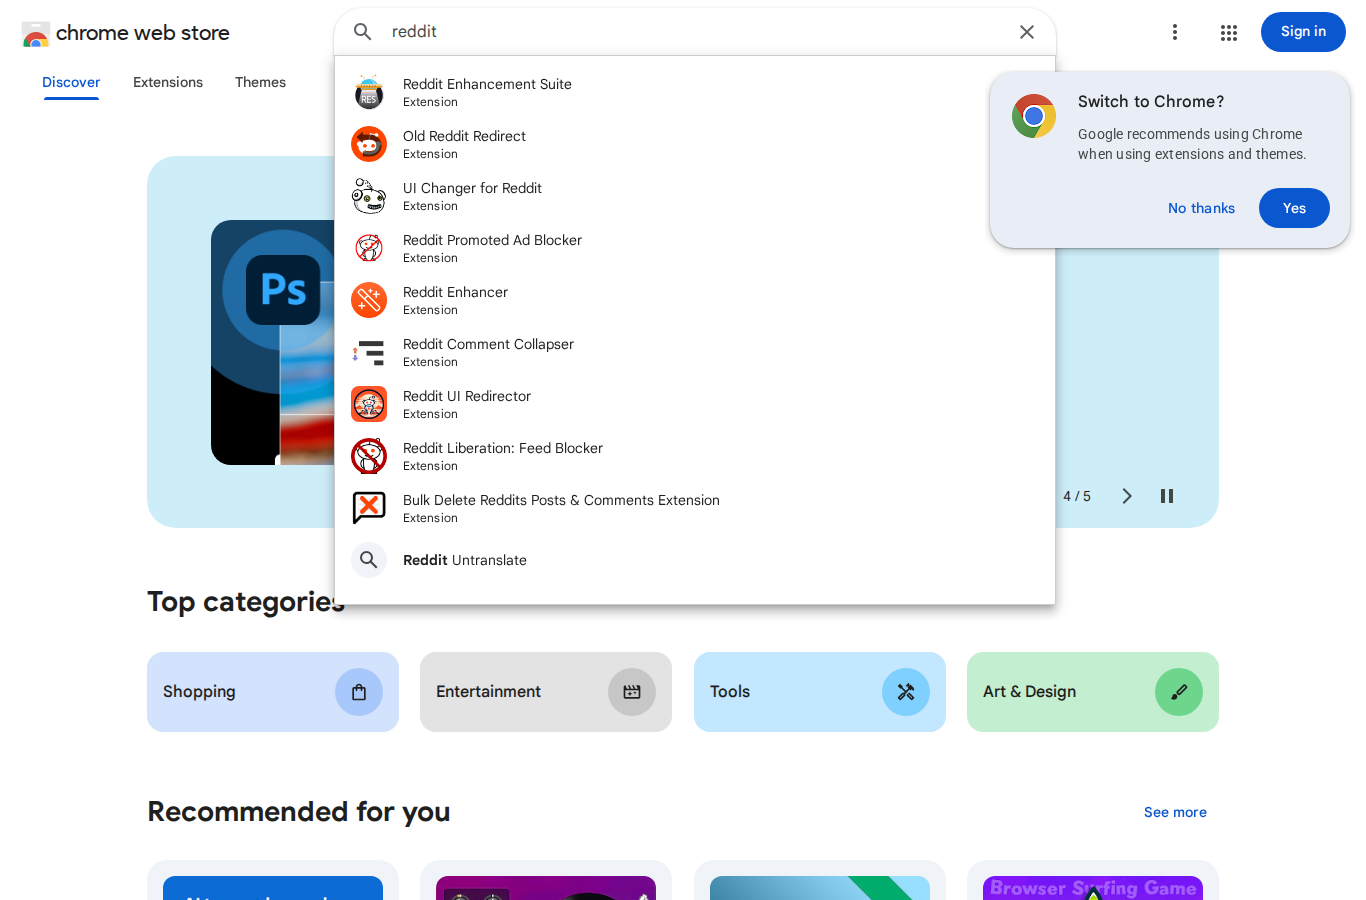 chrome web store
reddit
Sign in
Discover
Extensions
Themes
Reddit Enhancement Suite
Extension
Old Reddit Redirect
Extension
UI Changer for Reddit
Extension
Reddit Promoted Ad Blocker
Extension
Reddit Enhancer
Extension
Reddit Comment Collapser
Extension
Reddit UI Redirector
Extension
Reddit Liberation: Feed Blocker
Extension
Bulk Delete Reddits Posts & Comments Extension
Extension
Reddit Untranslate
Switch to Chrome?
Google recommends using Chrome
when using extensions and themes.
No thanks
Yes
RES
Ps
4 / 5
Top categories
Shopping
Entertainment
Tools
Art & Design
Recommended for you
See more
Browser Surfing Game